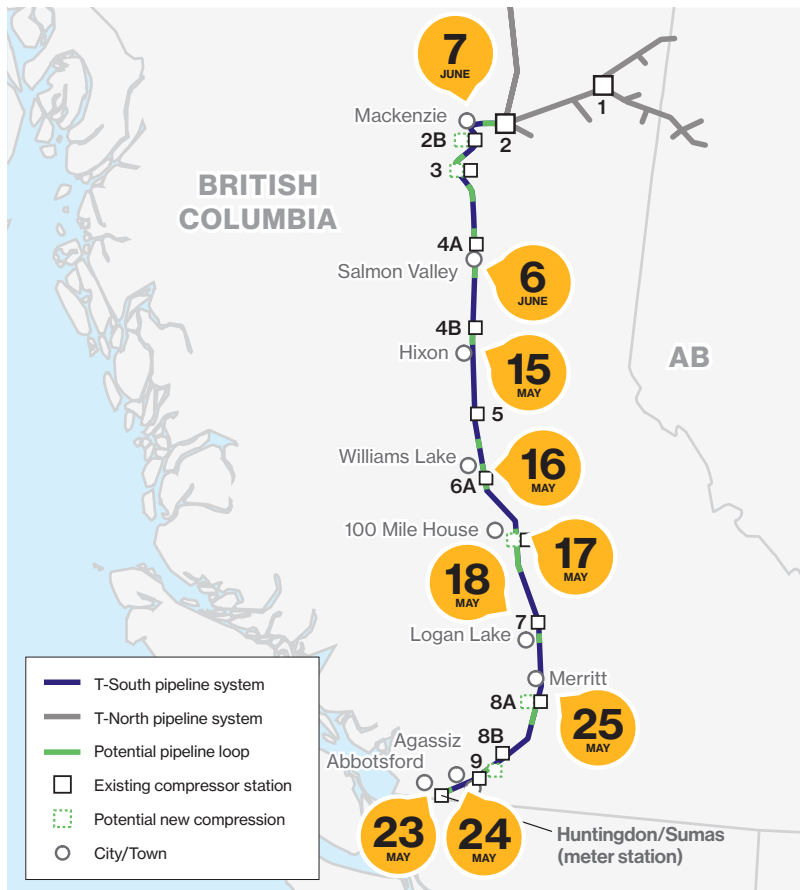 7
JUNE
Mackenzie
2B
2
1
3
BRITISH
COLUMBIA
4A
Salmon Valley
6
JUNE
4B
Hixon
15
MAY
AB
5
Williams Lake
6A
16
MAY
100 Mile House
17
MAY
18
MAY
7
Logan Lake
Merritt
8A
25
MAY
8B
Agassiz
9
Abbotsford
23
MAY
24
MAY
Huntingdon/Sumas
(meter station)
T-South pipeline system
T-North pipeline system
Potential pipeline loop
Existing compressor station
Potential new compression
City/Town